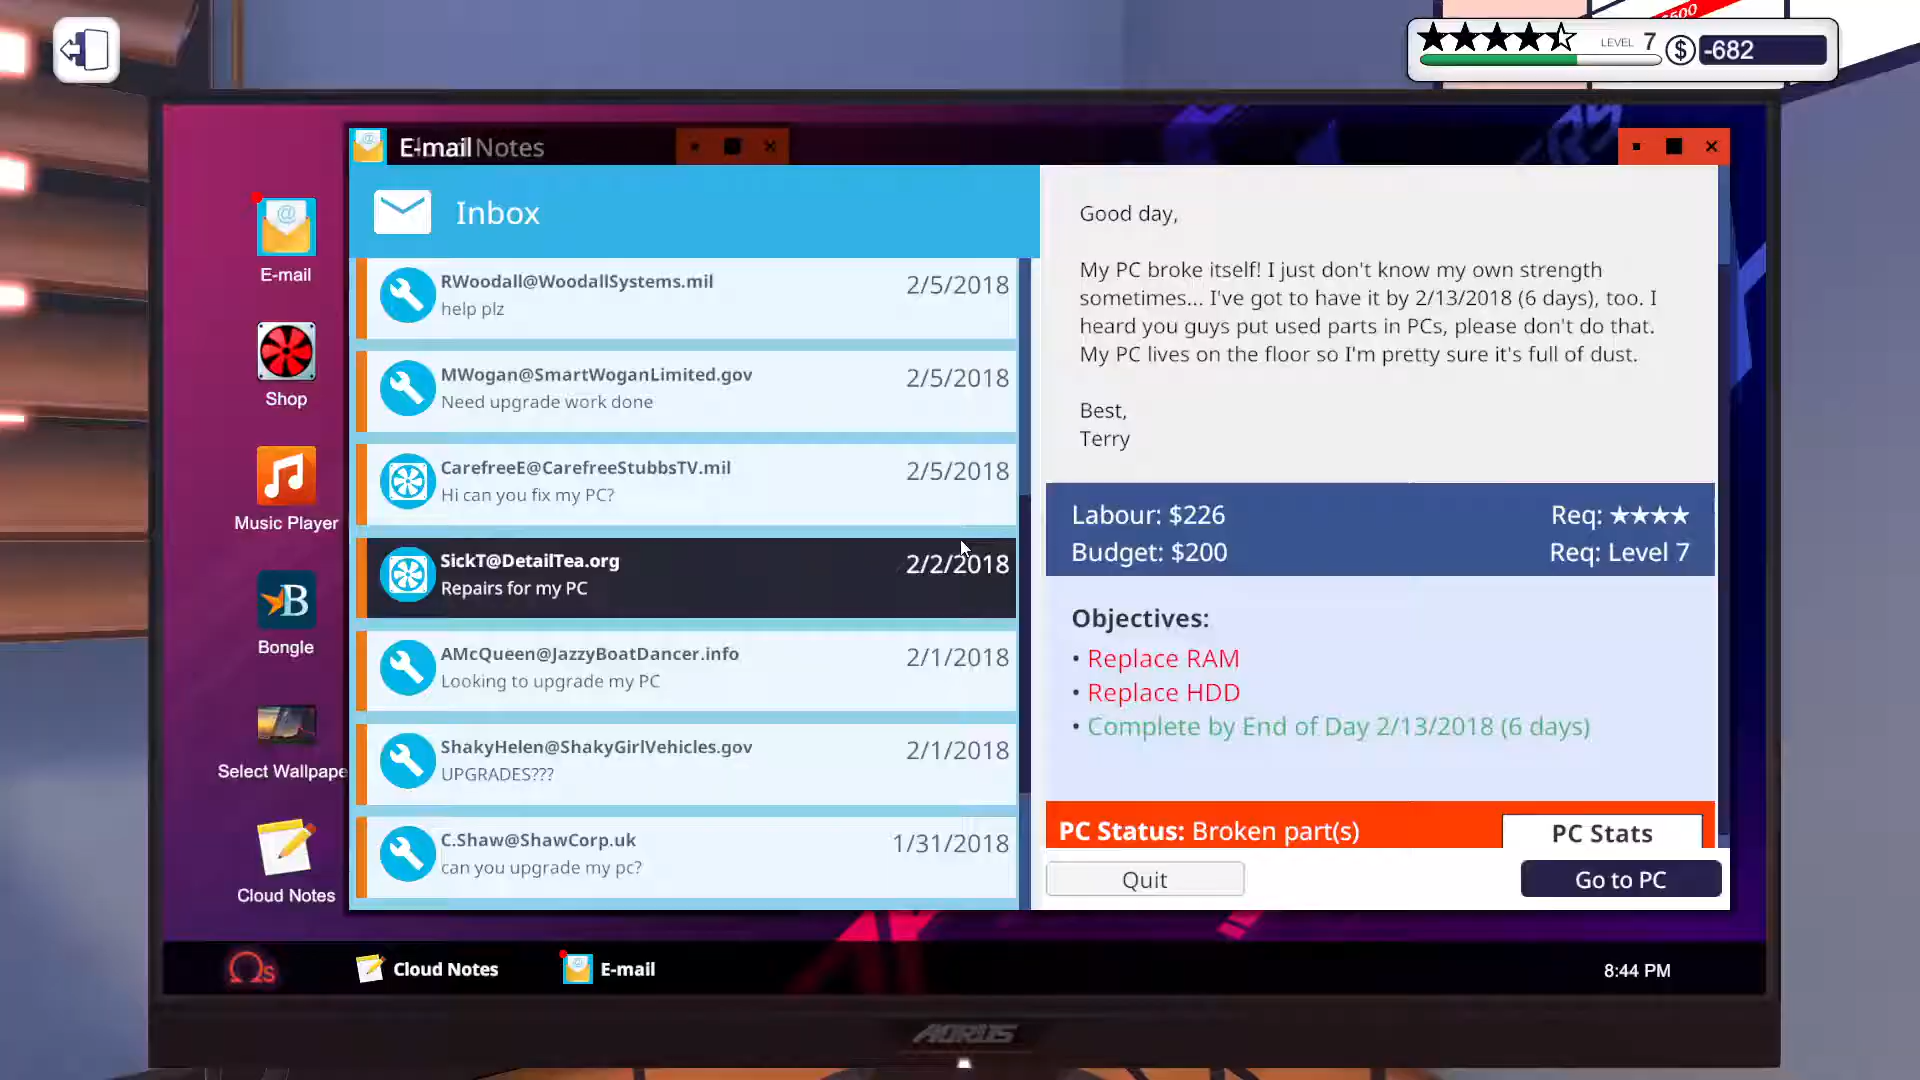 $500
LEVEL 7
$ -682
E-mail
Notes
Inbox
RWoodall@WoodallSystems.mil
2/5/2018
help plz
MWogan@SmartWoganLimited.gov
2/5/2018
Need upgrade work done
CarefreeE@CarefreeStubbsTV.mil
2/5/2018
Hi can you fix my PC?
SickT@DetailTea.org
2/2/2018
Repairs for my PC
AMcQueen@JazzyBoatDancer.info
2/1/2018
Looking to upgrade my PC
ShakyHelen@ShakyGirlVehicles.gov
2/1/2018
UPGRADES???
C.Shaw@ShawCorp.uk
1/31/2018
can you upgrade my pc?
Good day,
My PC broke itself! I just don't know my own strength
sometimes... I've got to have it by 2/13/2018 (6 days), too. I
heard you guys put used parts in PCs, please don't do that.
My PC lives on the floor so I'm pretty sure it's full of dust.
Best,
Terry
Labour: $226
Req: ★★★★
Budget: $200
Req: Level 7
Objectives:
• Replace RAM
• Replace HDD
• Complete by End of Day 2/13/2018 (6 days)
PC Status: Broken part(s)
PC Stats
Quit
Go to PC
E-mail
Shop
Music Player
Bongle
Select Wallpape
Cloud Notes
Ωs
Cloud Notes
E-mail
8:44 PM
AORUS